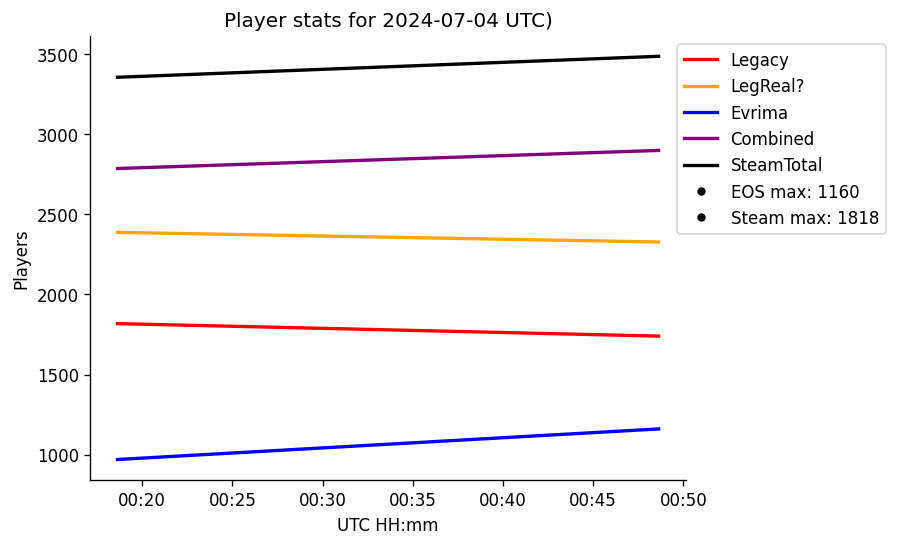 Player stats for 2024-07-04 UTC)
3500
3000
2500
2000
1500
1000
Players
00:20 00:25 00:30 00:35 00:40 00:45 00:50
UTC HH:mm
Legacy
LegReal?
Evrima
Combined
SteamTotal
EOS max: 1160
Steam max: 1818